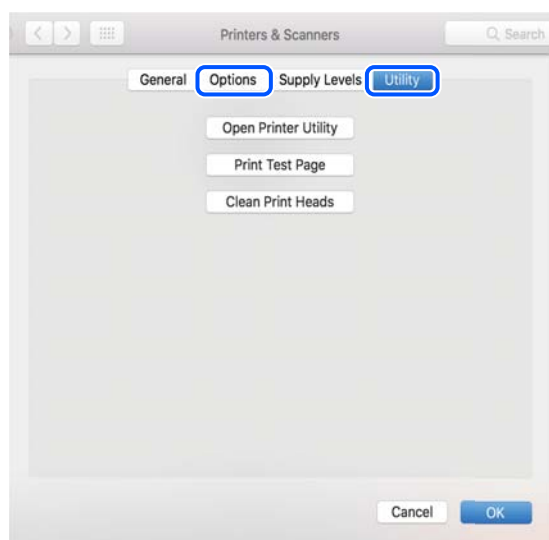 Printers & Scanners Search
General Options Supply Levels Utility
Open Printer Utility
Print Test Page
Clean Print Heads
Cancel OK